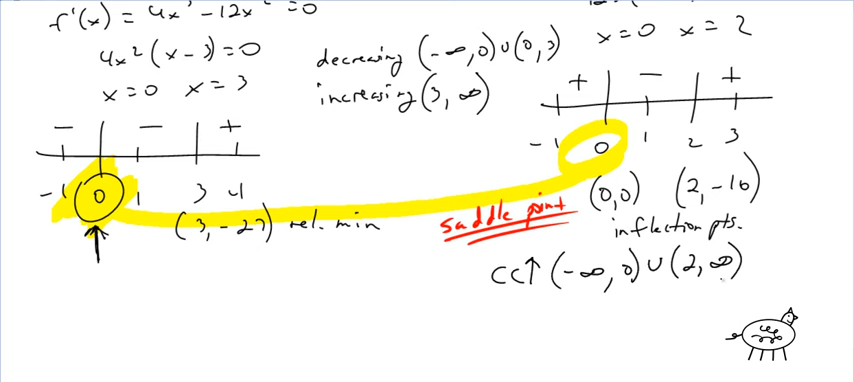 f'(x) = 4x³ - 12x² = 0
4x²(x - 3) = 0
x = 0 x = 3
decreasing (-∞, 0) ∪ (0, 3)
increasing (3, ∞)
x = 0 x = 2
- - +
-1 0 1 3 4
(3, -27) rel. min
+ - +
-1 0 1 2 3
saddle point
(0,0) (2, -16)
inflection pts.
CC↑ (-∞, 0) ∪ (2, ∞)